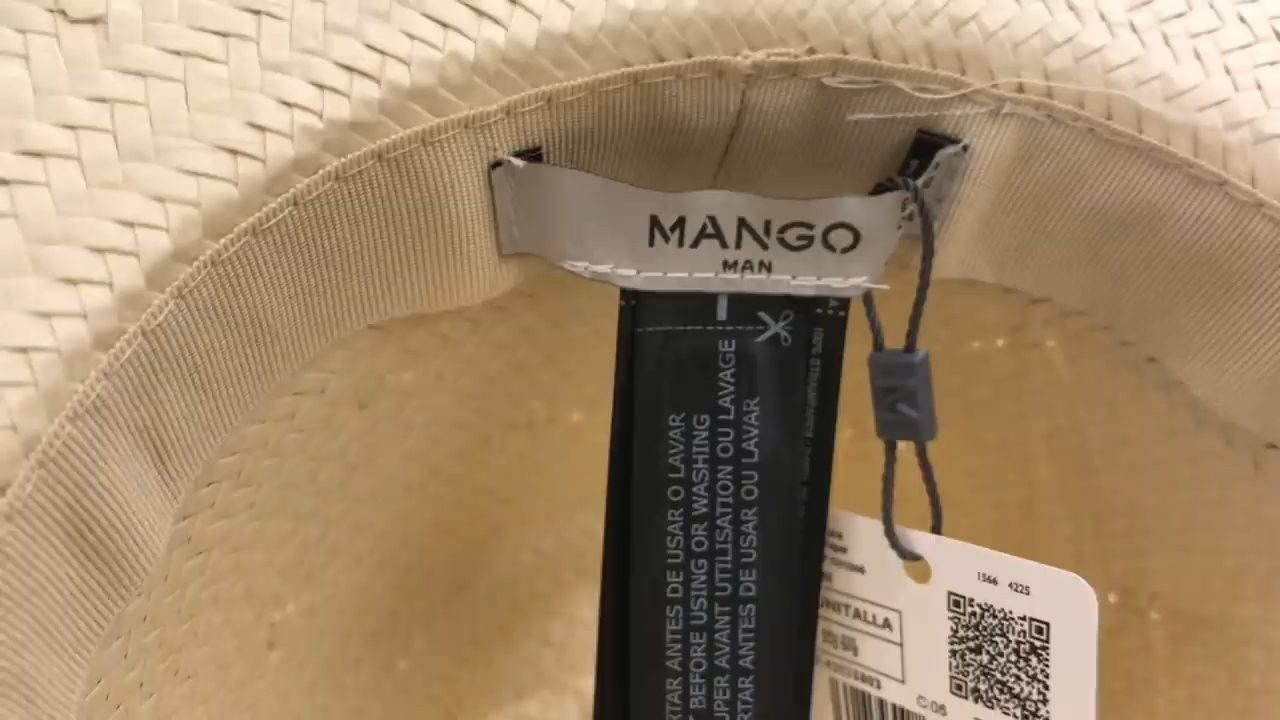 MANGO
MAN
RTAR ANTES DE USAR O LAVAR
BEFORE USING OR WASHING
UPER AVANT UTILISATION OU LAVAGE
RTAR ANTES DE USAR OU LAVAR
M
1566 4225
UNITALLA
C:05